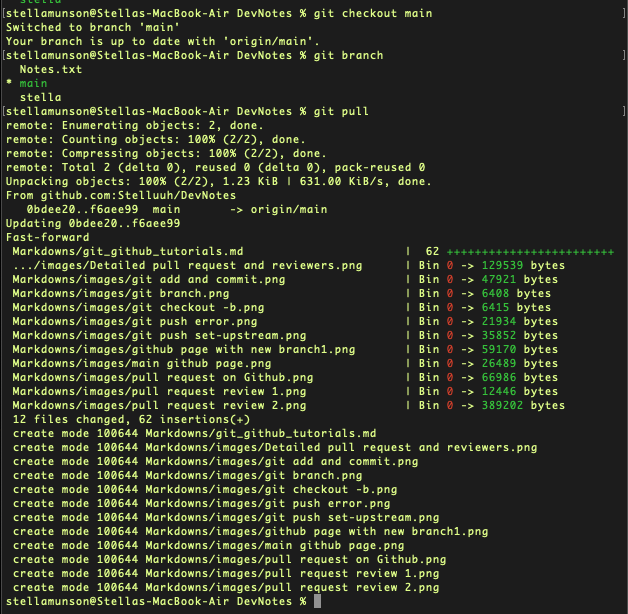 stella
[stellamunson@Stellas-MacBook-Air DevNotes % git checkout main ]
Switched to branch 'main'
Your branch is up to date with 'origin/main'.
[stellamunson@Stellas-MacBook-Air DevNotes % git branch ]
Notes.txt
* main
stella
[stellamunson@Stellas-MacBook-Air DevNotes % git pull ]
remote: Enumerating objects: 2, done.
remote: Counting objects: 100% (2/2), done.
remote: Compressing objects: 100% (2/2), done.
remote: Total 2 (delta 0), reused 0 (delta 0), pack-reused 0
Unpacking objects: 100% (2/2), 1.23 KiB | 631.00 KiB/s, done.
From github.com:Stelluuh/DevNotes
0bdee20..f6aee99 main -> origin/main
Updating 0bdee20..f6aee99
Fast-forward
Markdowns/git_github_tutorials.md | 62 ++++++++++++++++++++++++
.../images/Detailed pull request and reviewers.png | Bin 0 -> 129539 bytes
Markdowns/images/git add and commit.png | Bin 0 -> 47921 bytes
Markdowns/images/git branch.png | Bin 0 -> 6408 bytes
Markdowns/images/git checkout -b.png | Bin 0 -> 6415 bytes
Markdowns/images/git push error.png | Bin 0 -> 21934 bytes
Markdowns/images/git push set-upstream.png | Bin 0 -> 35852 bytes
Markdowns/images/github page with new branch1.png | Bin 0 -> 59170 bytes
Markdowns/images/main github page.png | Bin 0 -> 26489 bytes
Markdowns/images/pull request on Github.png | Bin 0 -> 66986 bytes
Markdowns/images/pull request review 1.png | Bin 0 -> 12446 bytes
Markdowns/images/pull request review 2.png | Bin 0 -> 389202 bytes
12 files changed, 62 insertions(+)
create mode 100644 Markdowns/git_github_tutorials.md
create mode 100644 Markdowns/images/Detailed pull request and reviewers.png
create mode 100644 Markdowns/images/git add and commit.png
create mode 100644 Markdowns/images/git branch.png
create mode 100644 Markdowns/images/git checkout -b.png
create mode 100644 Markdowns/images/git push error.png
create mode 100644 Markdowns/images/git push set-upstream.png
create mode 100644 Markdowns/images/github page with new branch1.png
create mode 100644 Markdowns/images/main github page.png
create mode 100644 Markdowns/images/pull request on Github.png
create mode 100644 Markdowns/images/pull request review 1.png
create mode 100644 Markdowns/images/pull request review 2.png
stellamunson@Stellas-MacBook-Air DevNotes %